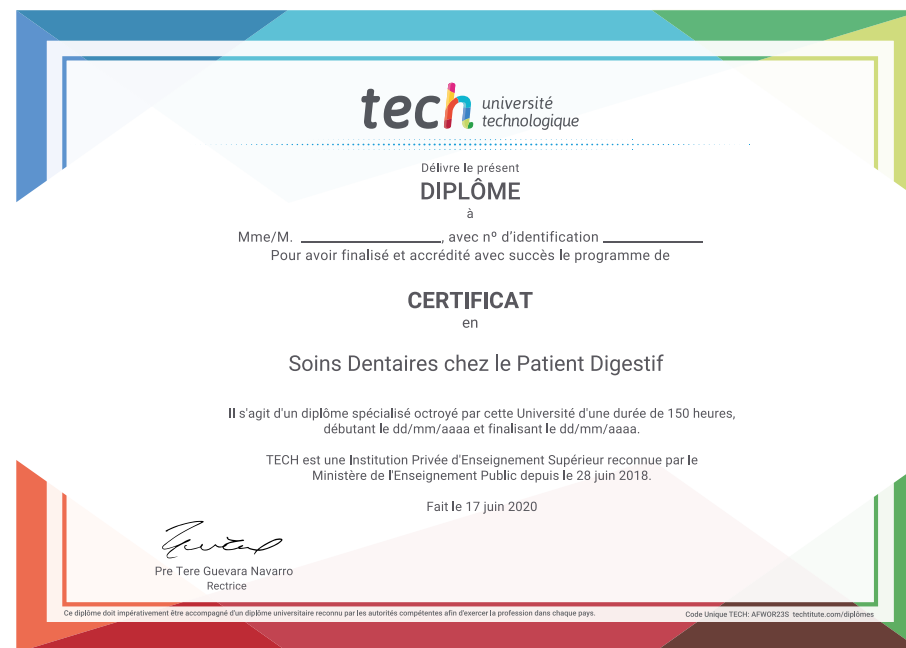 tech université
technologique
Délivre le présent
DIPLÔME
à
Mme/M. ____________________, avec nº d'identification ______________
Pour avoir finalisé et accrédité avec succès le programme de
CERTIFICAT
en
Soins Dentaires chez le Patient Digestif
Il s'agit d'un diplôme spécialisé octroyé par cette Université d'une durée de 150 heures,
débutant le dd/mm/aaaa et finalisant le dd/mm/aaaa.
TECH est une Institution Privée d'Enseignement Supérieur reconnue par le
Ministère de l'Enseignement Public depuis le 28 juin 2018.
Fait le 17 juin 2020
Pre Tere Guevara Navarro
Rectrice
Ce diplôme doit impérativement être accompagné d'un diplôme universitaire reconnu par les autorités compétentes afin d'exercer la profession dans chaque pays.
Code Unique TECH: AFWOR23S techtitute.com/diplômes